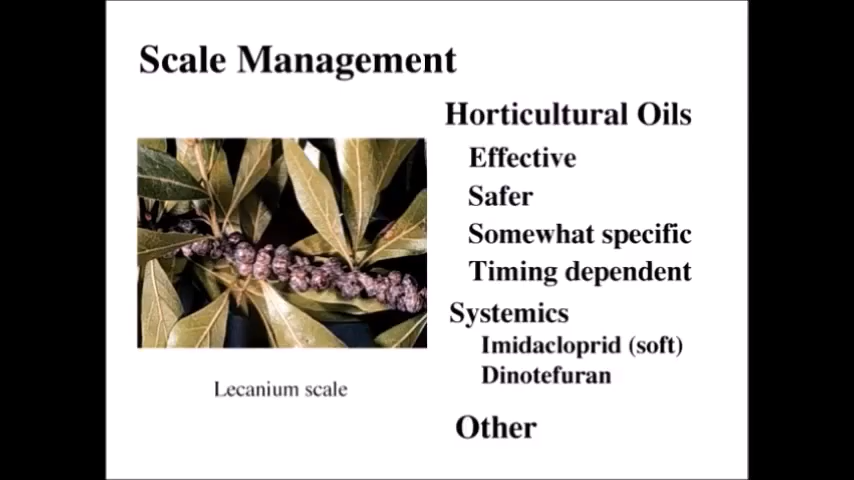 Scale Management
Horticultural Oils
Effective
Safer
Somewhat specific
Timing dependent
Systemics
Imidacloprid (soft)
Dinotefuran
Lecanium scale
Other